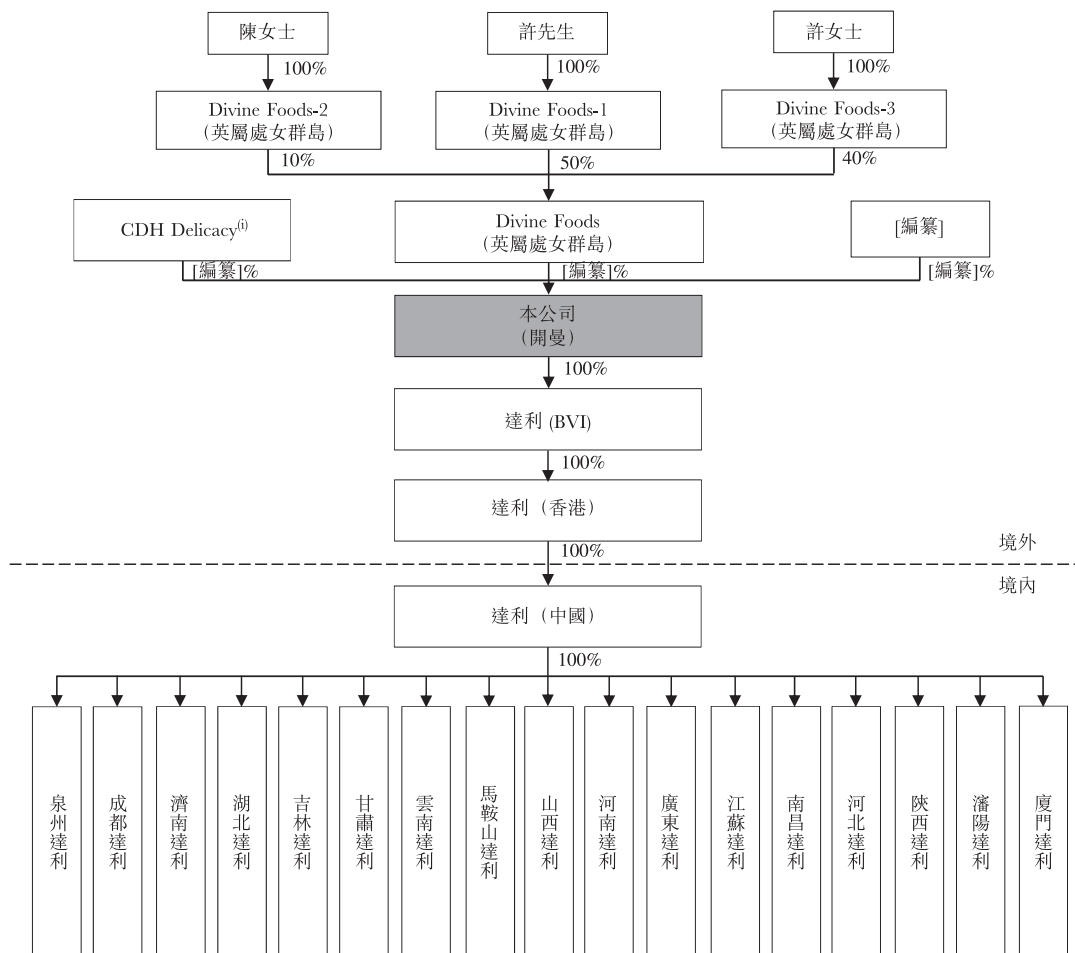 陳女士
許先生
許女士
100%
100%
100%
Divine Foods-2
(英屬處女群島)
Divine Foods-1
(英屬處女群島)
Divine Foods-3
(英屬處女群島)
10%
50%
40%
CDH Delicacy(i)
Divine Foods
(英屬處女群島)
[編纂]
[編纂]%
[編纂]%
[編纂]%
本公司
(開曼)
100%
達利 (BVI)
100%
達利(香港)
100%
境外
境內
達利(中國)
100%
泉州達利
成都達利
濟南達利
湖北達利
吉林達利
甘肅達利
雲南達利
馬鞍山達利
山西達利
河南達利
廣東達利
江蘇達利
南昌達利
河北達利
陝西達利
瀋陽達利
廈門達利